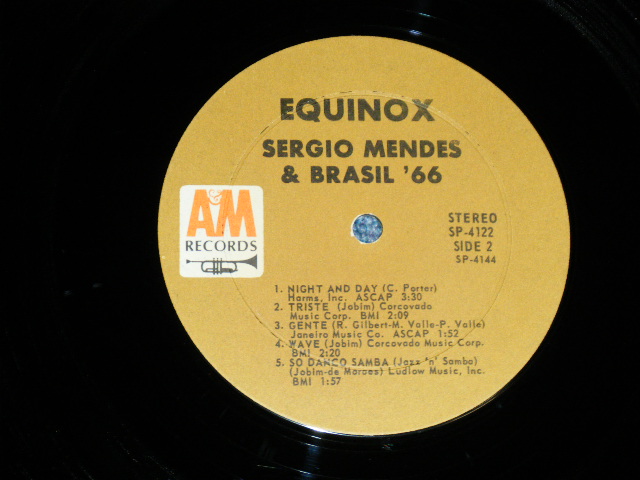 EQUINOX
SERGIO MENDES
& BRASIL '66
A&M
RECORDS
STEREO
SP-4122
SIDE 2
SP-4144
1. NIGHT AND DAY (C. Porter)
Harms, Inc. ASCAP 3:30
2. TRISTE (Jobim) Corcovado
Music Corp. BMI 2:09
3. GENTE (R. Gilbert-M. Valle-P. Valle)
Janeiro Music Co. ASCAP 1:52
4. WAVE (Jobim) Corcovado Music Corp.
BMI 2:20
5. SO DANCO SAMBA (Jazz 'n' Samba)
(Jobim-de Moraes) Ludlow Music, Inc.
BMI 1:57